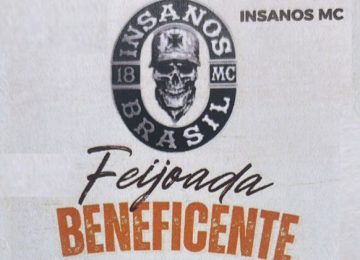 INSANOS MC
INSANOS
18 MC
BRASIL
Feijoada
BENEFICENTE